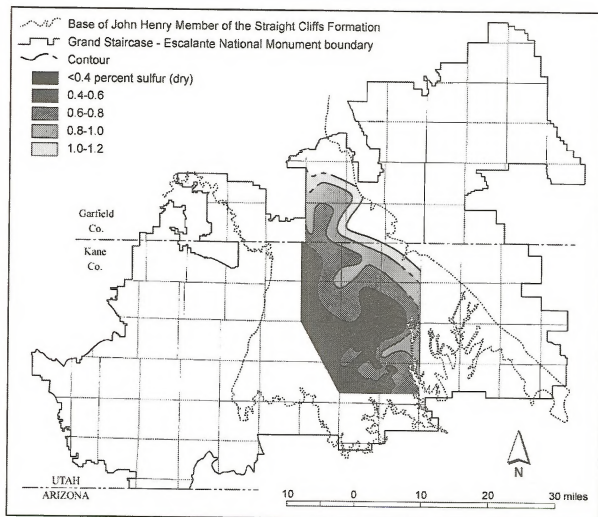 Base of John Henry Member of the Straight Cliffs Formation
Grand Staircase - Escalante National Monument boundary
Contour
<0.4 percent sulfur (dry)
0.4-0.6
0.6-0.8
0.8-1.0
1.0-1.2
Garfield
Co.
Kane
Co.
UTAH
ARIZONA
N
10 0 10 20 30 miles